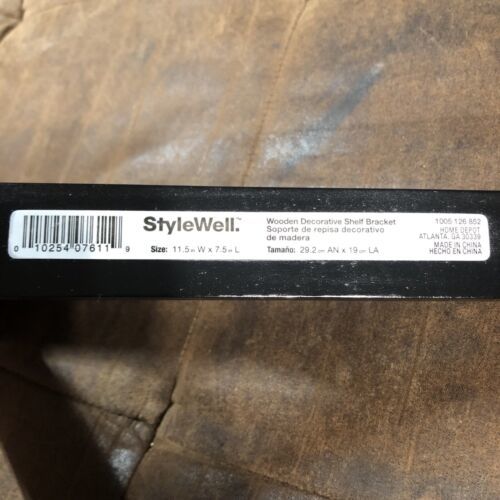 0 10254 07611 9
StyleWell™
Size: 11.5 in W x 7.5 in L
Wooden Decorative Shelf Bracket
Soporte de repisa decorativo
de madera
Tamaño: 29.2 cm AN x 19 cm LA
1005 126 852
HOME DEPOT
ATLANTA, GA 30339
MADE IN CHINA
HECHO EN CHINA